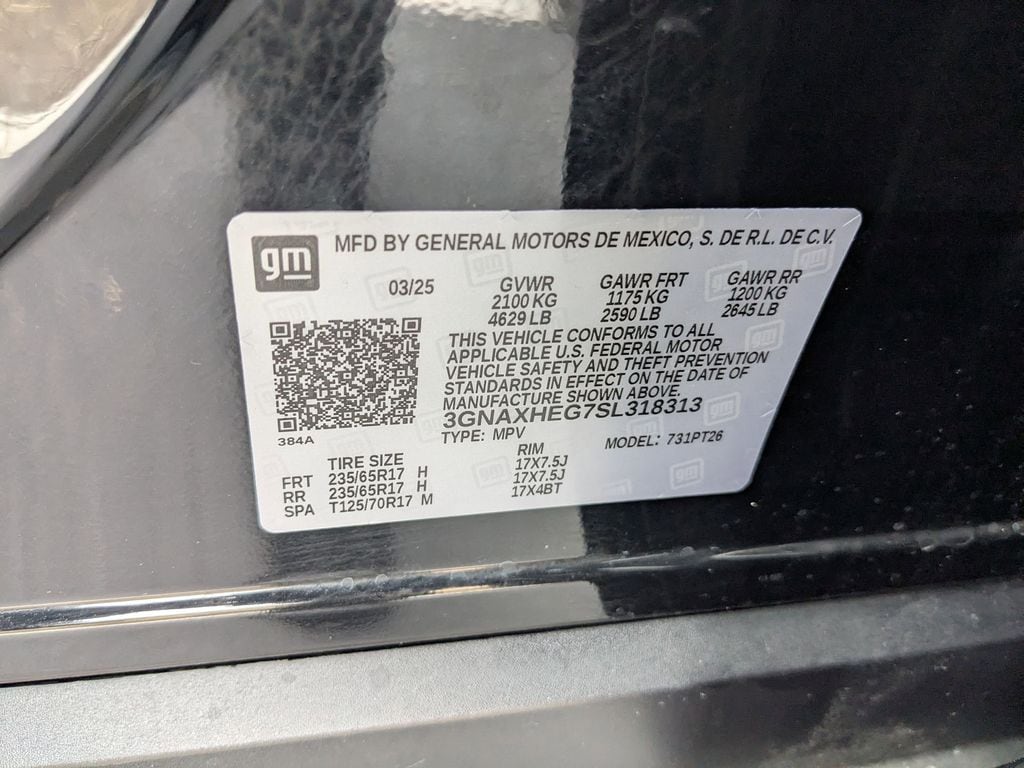 gm MFD BY GENERAL MOTORS DE MEXICO, S. DE R.L. DE C.V.
03/25 GVWR GAWR FRT GAWR RR
2100 KG 1175 KG 1200 KG
4629 LB 2590 LB 2645 LB
THIS VEHICLE CONFORMS TO ALL
APPLICABLE U.S. FEDERAL MOTOR
VEHICLE SAFETY AND THEFT PREVENTION
STANDARDS IN EFFECT ON THE DATE OF
MANUFACTURE SHOWN ABOVE.
3GNAXHEG7SL318313
384A
TYPE: MPV MODEL: 731PT26
TIRE SIZE RIM
FRT 235/65R17 H 17X7.5J
RR 235/65R17 H 17X7.5J
SPA T125/70R17 M 17X4BT